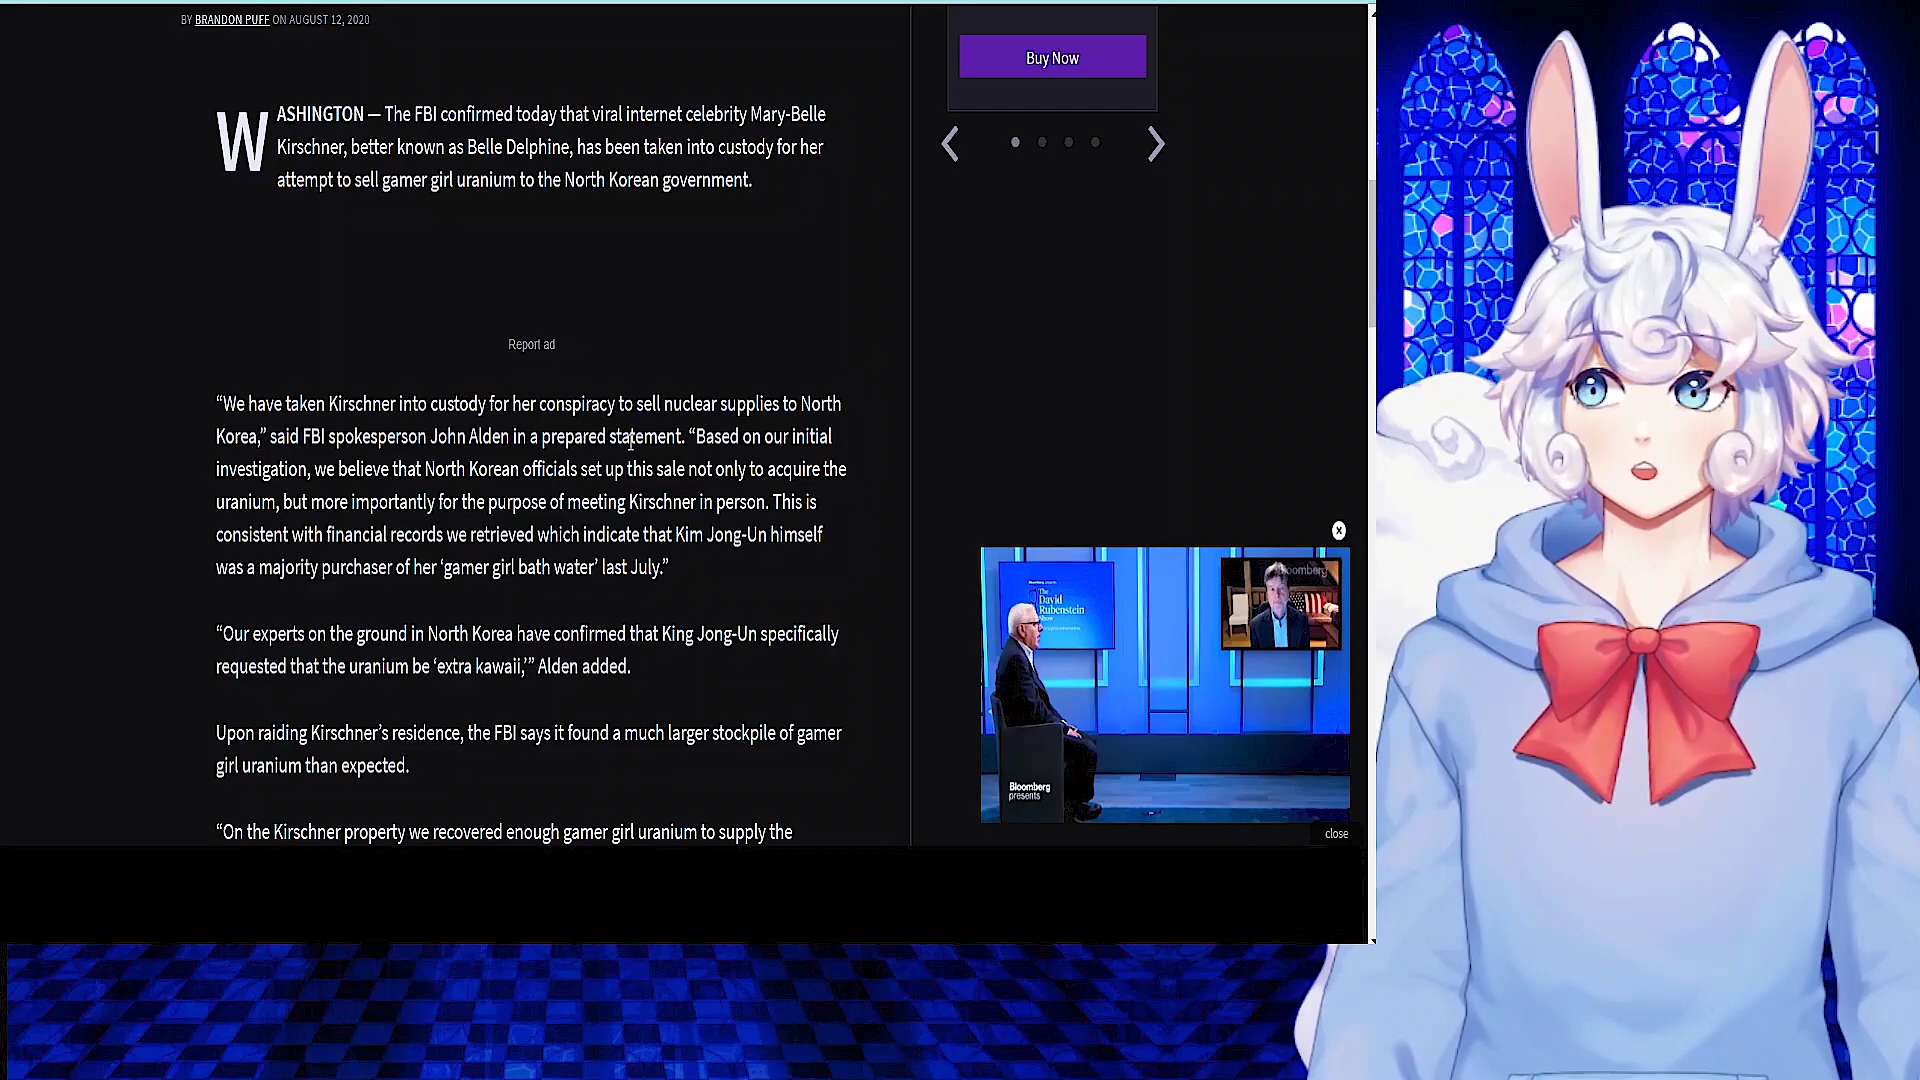 BY BRANDON PUFF ON AUGUST 12, 2020
WASHINGTON — The FBI confirmed today that viral internet celebrity Mary-Belle
Kirschner, better known as Belle Delphine, has been taken into custody for her
attempt to sell gamer girl uranium to the North Korean government.
Report ad
“We have taken Kirschner into custody for her conspiracy to sell nuclear supplies to North
Korea,” said FBI spokesperson John Alden in a prepared statement. “Based on our initial
investigation, we believe that North Korean officials set up this sale not only to acquire the
uranium, but more importantly for the purpose of meeting Kirschner in person. This is
consistent with financial records we retrieved which indicate that Kim Jong-Un himself
was a majority purchaser of her ‘gamer girl bath water’ last July.”
“Our experts on the ground in North Korea have confirmed that King Jong-Un specifically
requested that the uranium be ‘extra kawaii,’” Alden added.
Upon raiding Kirschner’s residence, the FBI says it found a much larger stockpile of gamer
girl uranium than expected.
“On the Kirschner property we recovered enough gamer girl uranium to supply the
Buy Now
x
Bloomberg
The
David
Rubenstein
Show
Bloomberg
presents
close